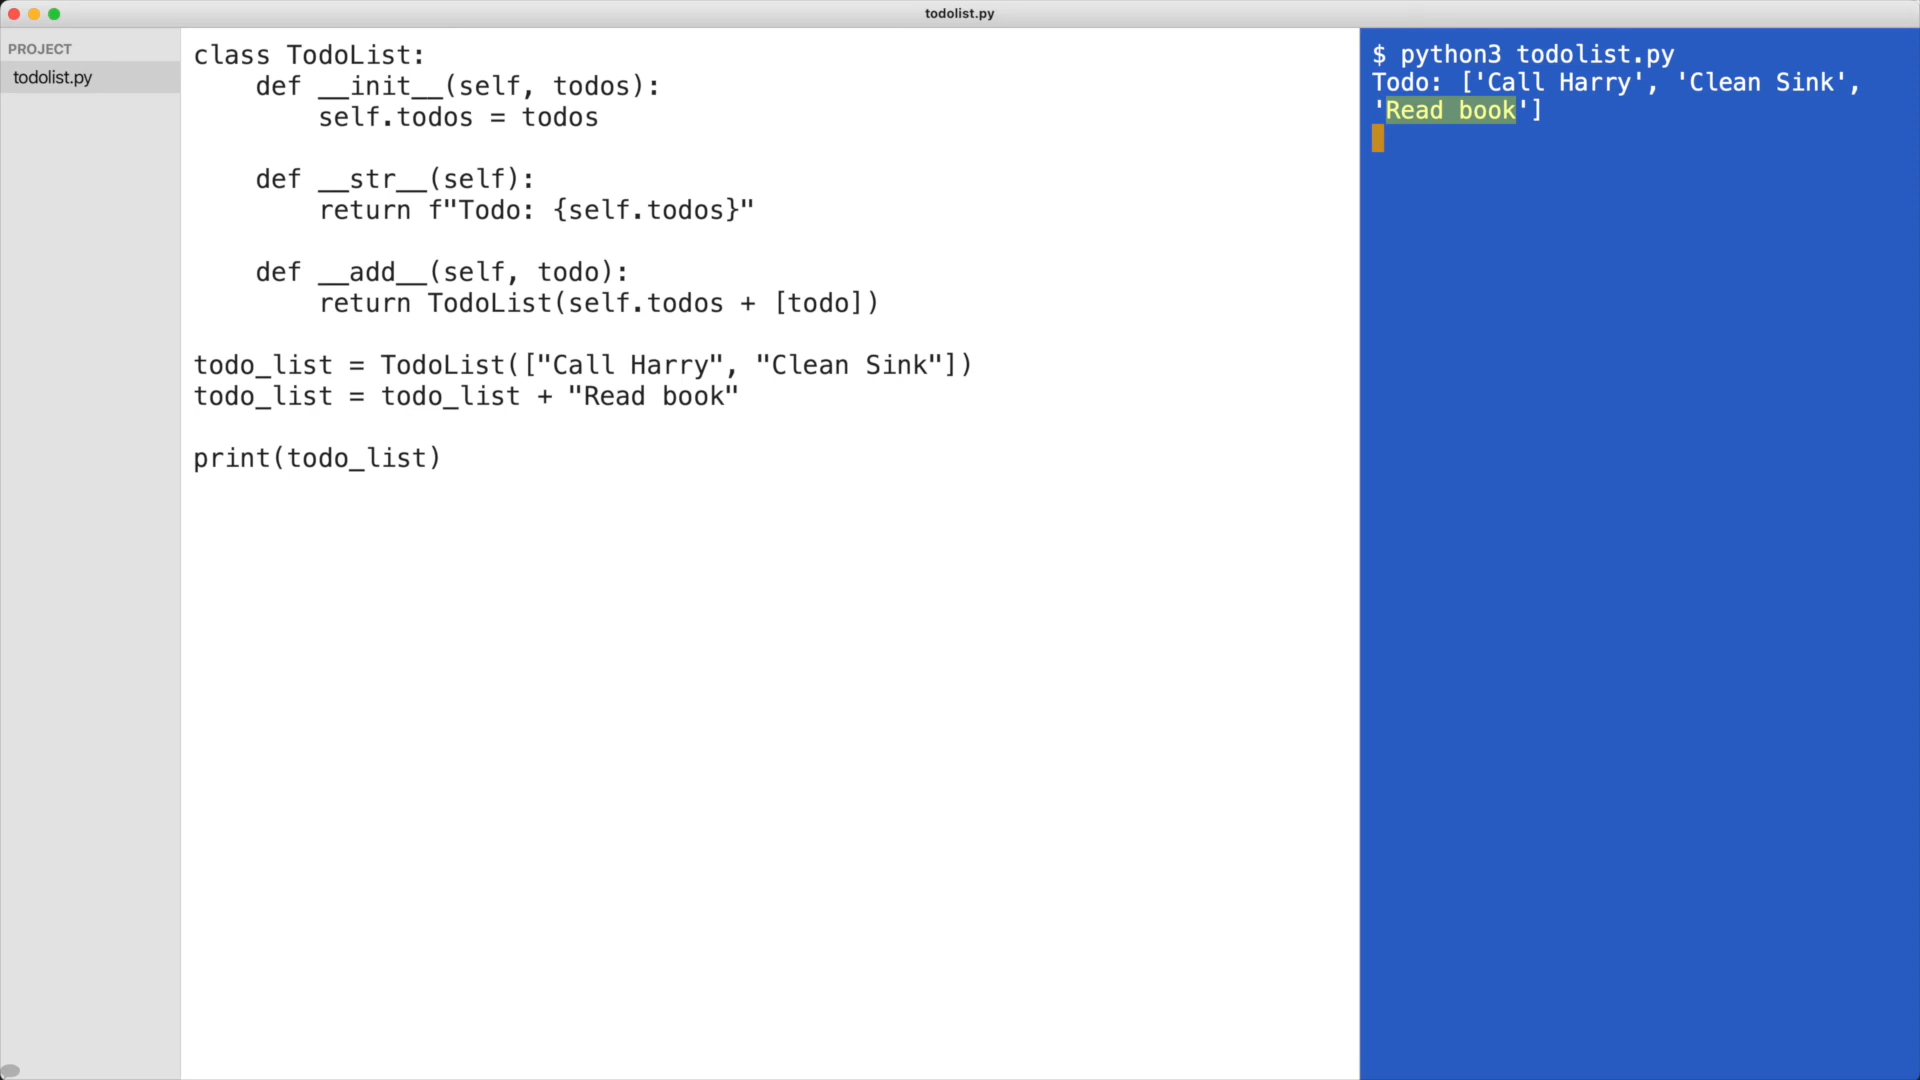 todolist.py
PROJECT
todolist.py
class TodoList:
    def __init__(self, todos):
        self.todos = todos

    def __str__(self):
        return f"Todo: {self.todos}"

    def __add__(self, todo):
        return TodoList(self.todos + [todo])

todo_list = TodoList(["Call Harry", "Clean Sink"])
todo_list = todo_list + "Read book"

print(todo_list)
$ python3 todolist.py
Todo: ['Call Harry', 'Clean Sink',
'Read book']